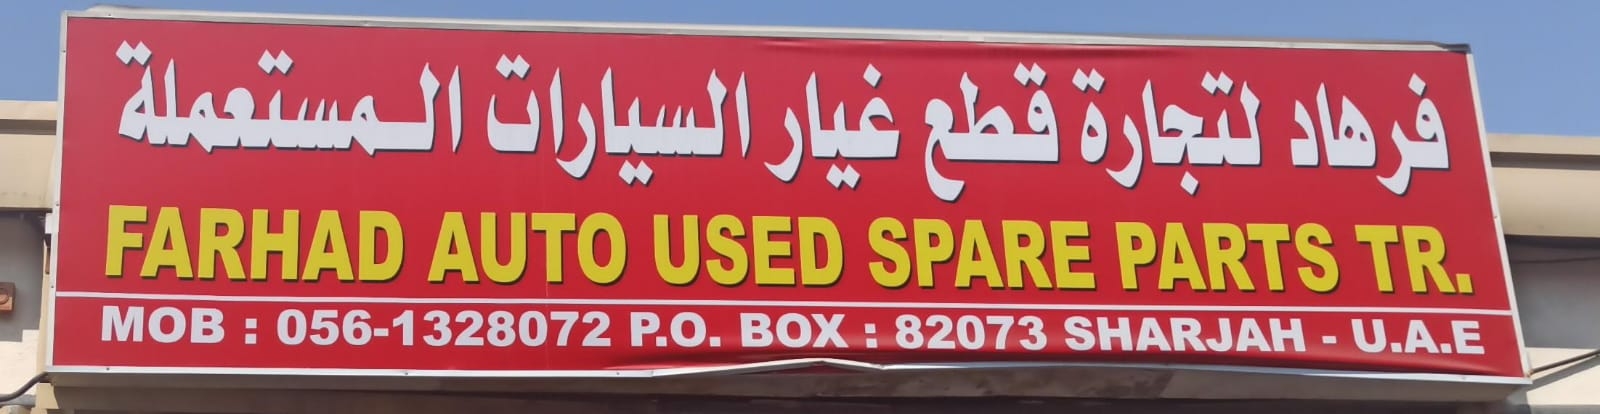 فرهاد لتجارة قطع غيار السيارات المستعملة
FARHAD AUTO USED SPARE PARTS TR.
MOB : 056-1328072 P.O. BOX : 82073 SHARJAH - U.A.E